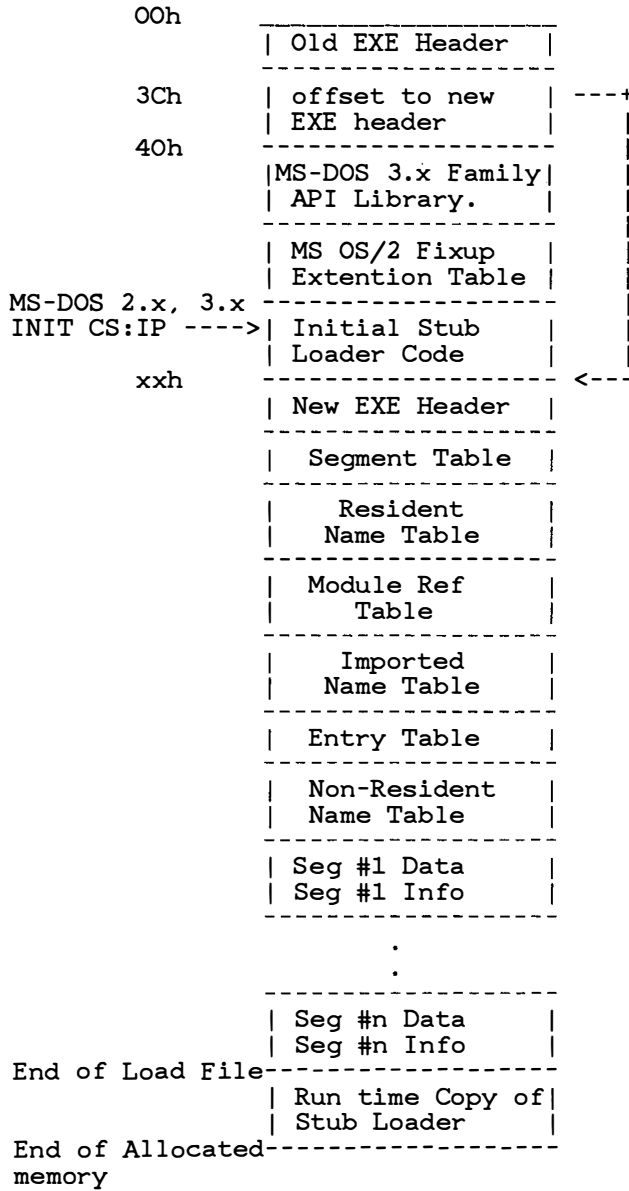 00h
| Old EXE Header |
3Ch | offset to new | ---+
| EXE header |
40h
|MS-DOS 3.x Family|
| API Library. |
| MS OS/2 Fixup |
| Extention Table |
MS-DOS 2.x, 3.x
INIT CS:IP ---->| Initial Stub |
| Loader Code |
xxh <---
| New EXE Header |
| Segment Table |
| Resident |
| Name Table |
| Module Ref |
| Table |
| Imported |
| Name Table |
| Entry Table |
| Non-Resident |
| Name Table |
| Seg #1 Data |
| Seg #1 Info |
.
.
| Seg #n Data |
| Seg #n Info |
End of Load File
| Run time Copy of|
| Stub Loader |
End of Allocated
memory